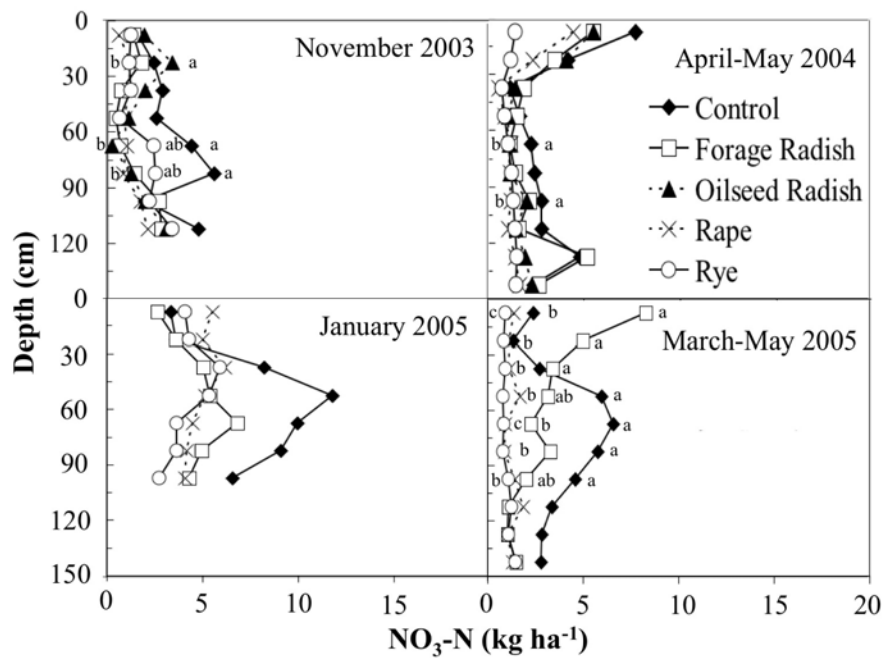 0
30
60
90
120
0
30
60
90
120
150
Depth (cm)
November 2003
b
a
b
ab
a
b
ab
a
April-May 2004
Control
Forage Radish
Oilseed Radish
Rape
Rye
b
a
b
a
January 2005
March-May 2005
c
b
a
b
a
b
a
b
ab
a
c
b
a
b
a
b
ab
a
0
5
10
15
0
5
10
15
20
NO₃-N (kg ha⁻¹)